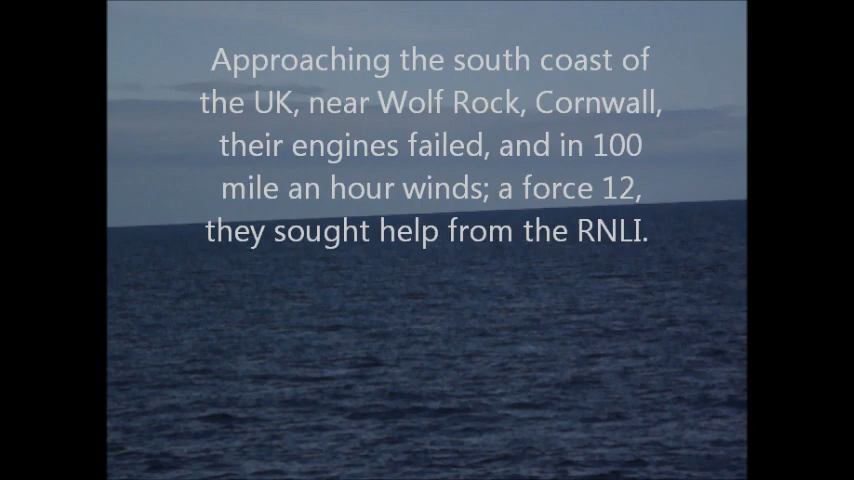 Approaching the south coast of
the UK, near Wolf Rock, Cornwall,
their engines failed, and in 100
mile an hour winds; a force 12,
they sought help from the RNLI.